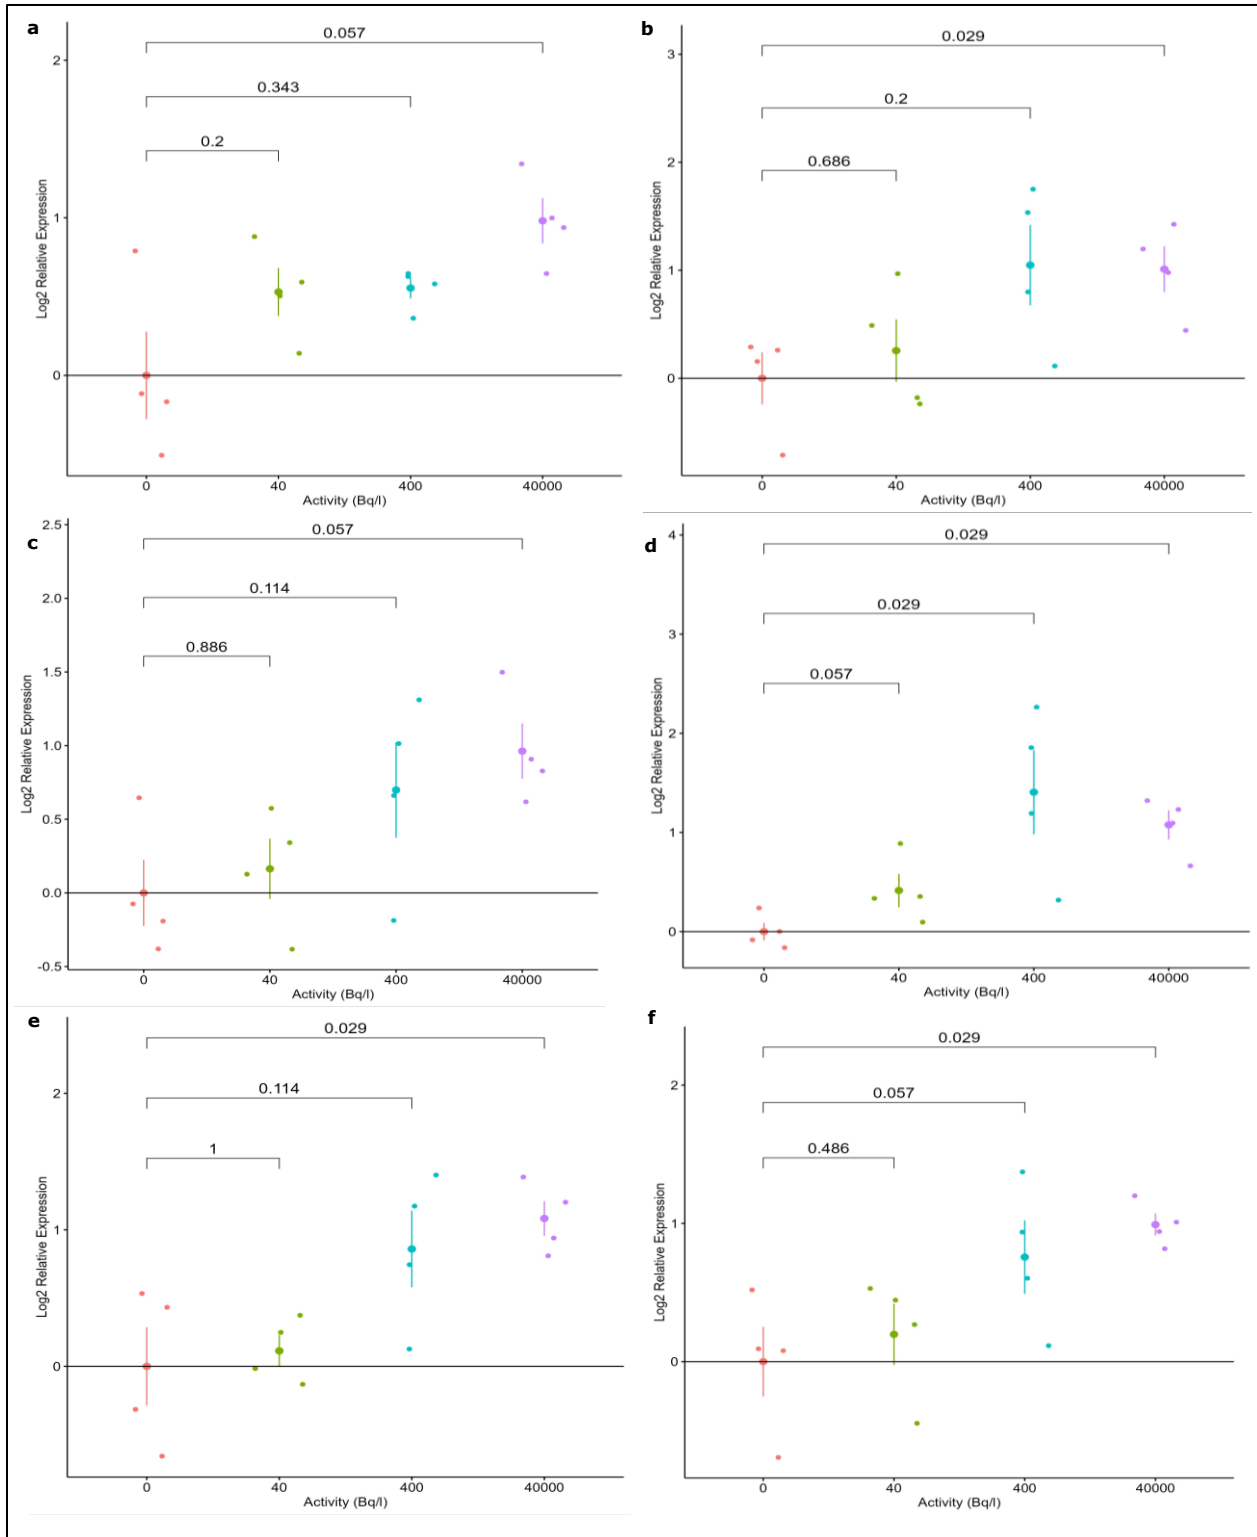 a
0.057
2
0.343
0.2
1
0
Log2 Relative Expression
0 40 400 40000
Activity (Bq/l)
b
0.029
3
0.2
0.686
2
1
0
Log2 Relative Expression
0 40 400 40000
Activity (Bq/l)
c
2.5
0.057
2.0
0.114
0.886
1.5
1.0
0.5
0.0
-0.5
Log2 Relative Expression
0 40 400 40000
Activity (Bq/l)
d
4
0.029
0.029
3
0.057
2
1
0
Log2 Relative Expression
0 40 400 40000
Activity (Bq/l)
e
0.029
2
0.114
1
1
0
Log2 Relative Expression
0 40 400 40000
Activity (Bq/l)
f
0.029
2
0.057
0.486
1
0
Log2 Relative Expression
0 40 400 40000
Activity (Bq/l)